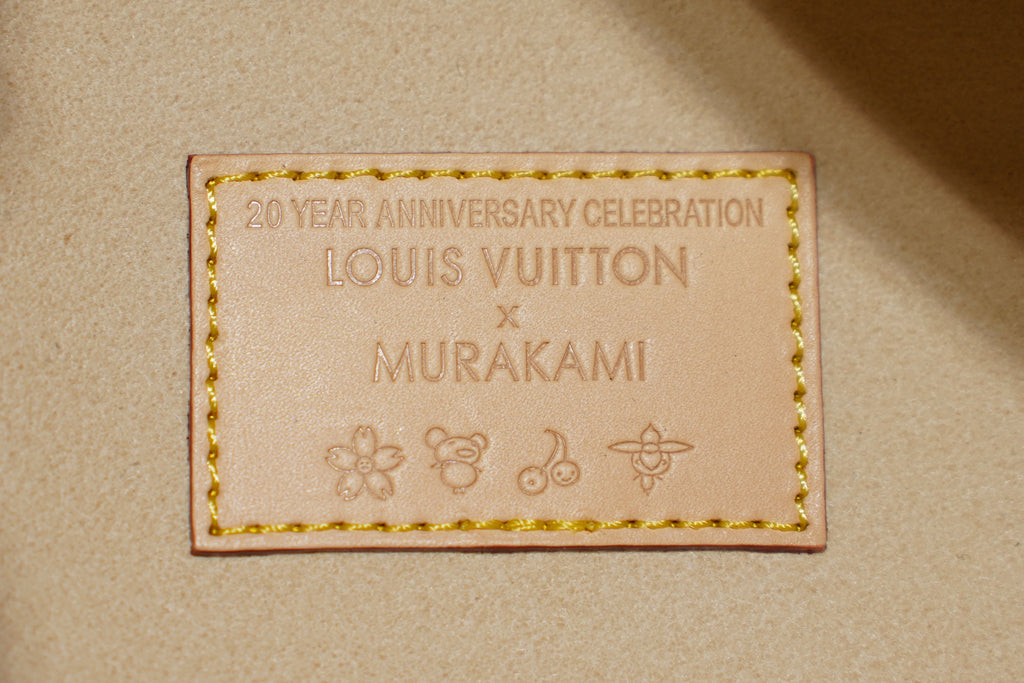 20 YEAR ANNIVERSARY CELEBRATION
LOUIS VUITTON
x
MURAKAMI